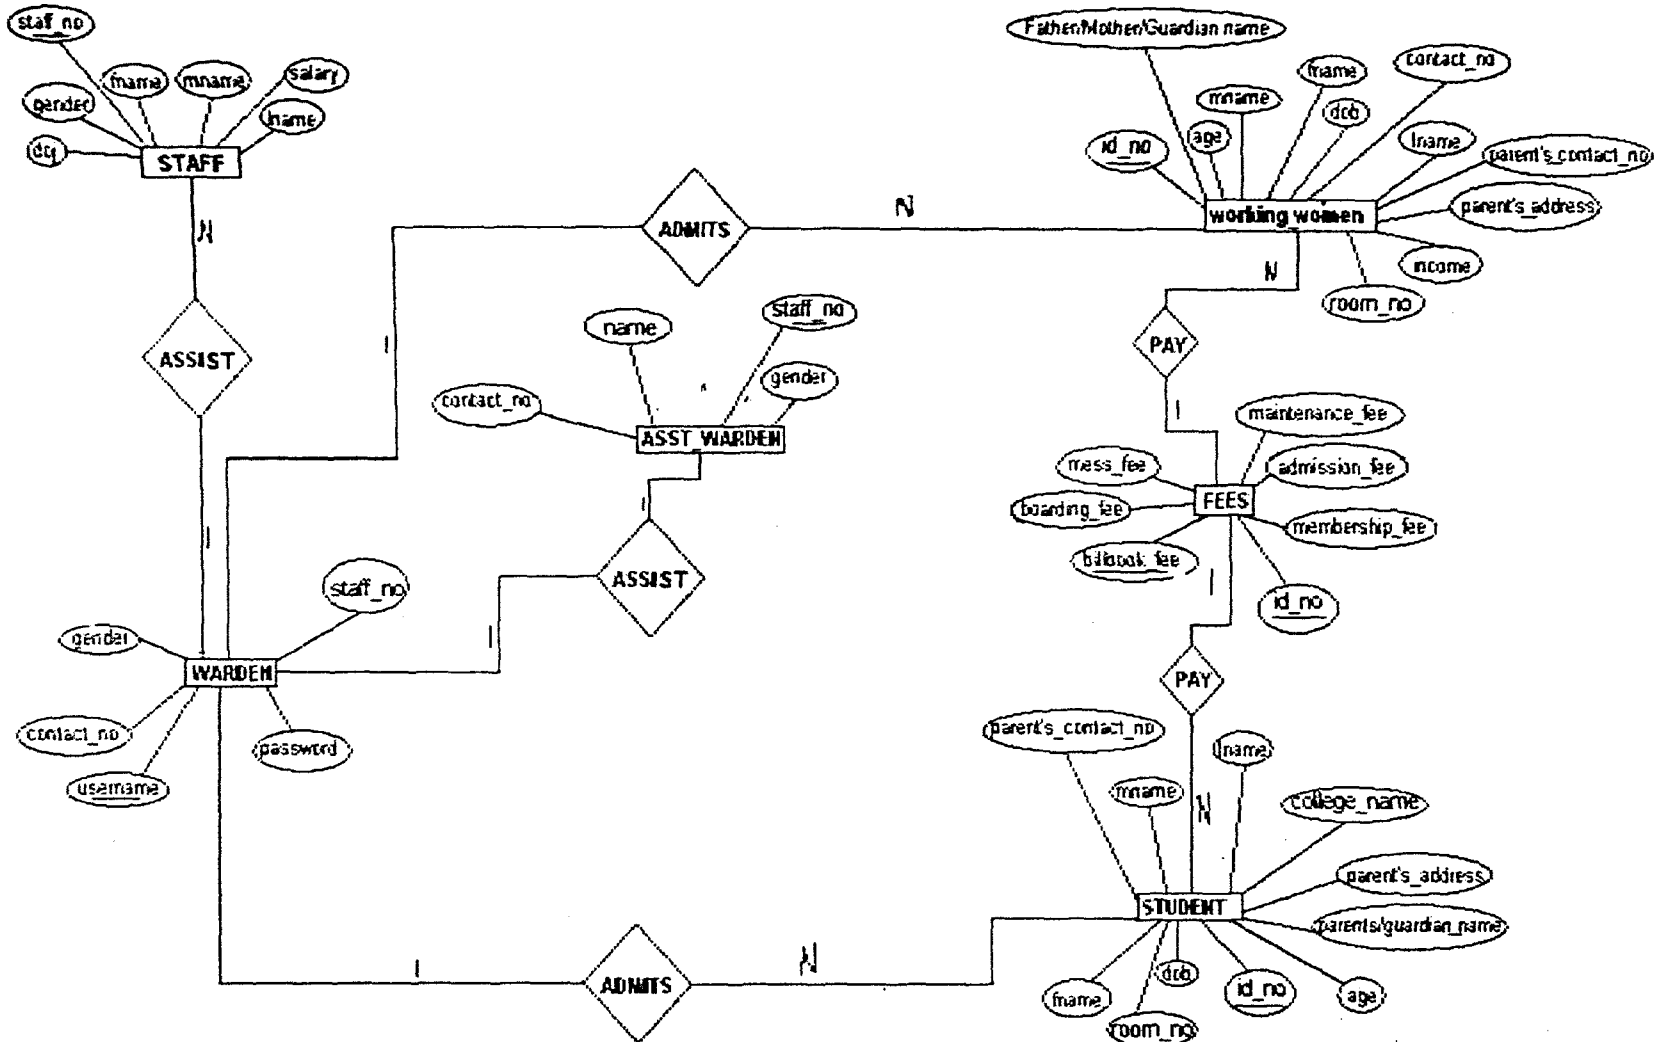 staff_no
fname
mname
salary
gender
lname
STAFF
N
ASSIST
1
Father/Mother/Guardian name
contact_no
fname
mname
dob
age
id_no
lname
parent's_contact_no
working women
parent's_address
income
room_no
ADMITS
N
1
N
PAY
1
name
staff_no
gender
contact_no
ASST_WARDEN
1
ASSIST
1
maintenance_fee
mess_fee
admission_fee
FEES
boarding_fee
membership_fee
billbook_fee
id_no
1
PAY
N
staff_no
gender
WARDEN
contact_no
password
username
parent's_contact_no
lname
mname
college_name
parent's_address
STUDENT
parents/guardian_name
dob
fname
id_no
age
room_no
1
ADMITS
N